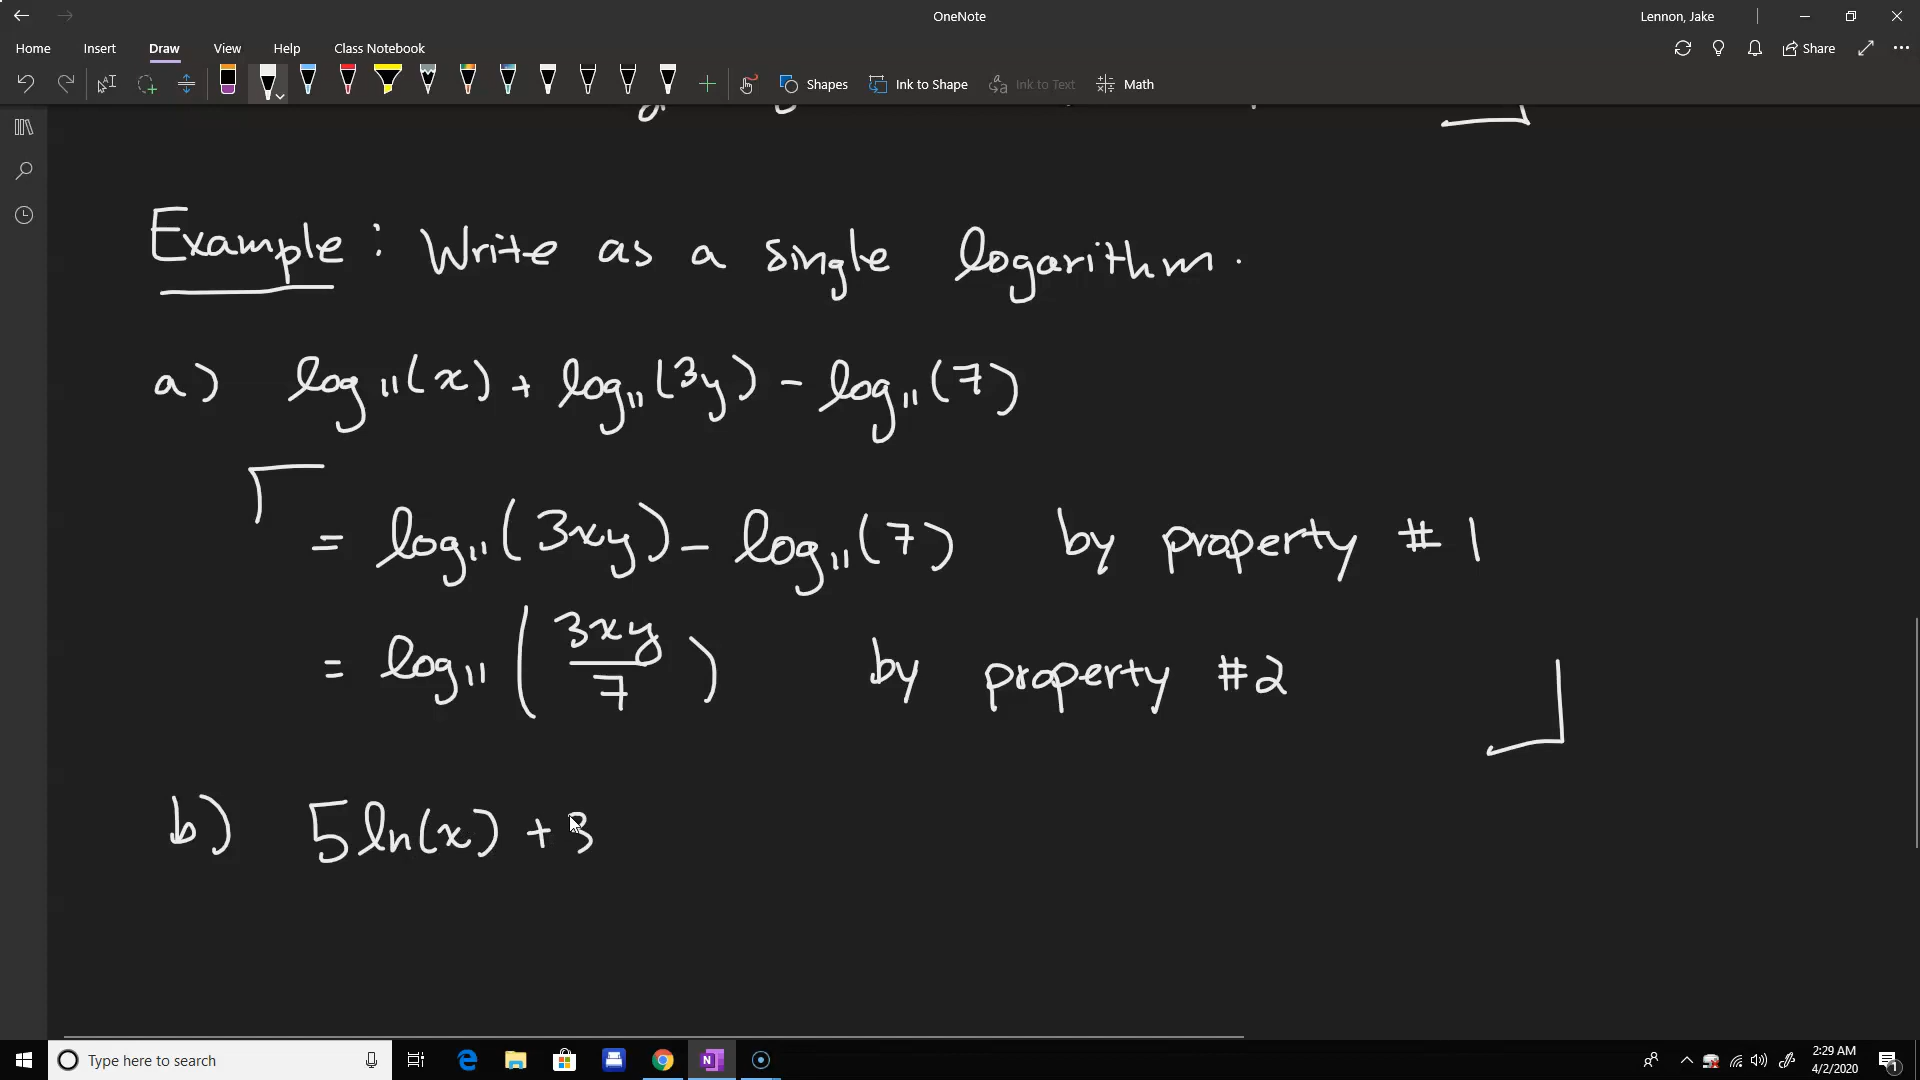 OneNote
Lennon, Jake
Home Insert Draw View Help Class Notebook
Share
Shapes Ink to Shape Ink to Text Math
Example: Write as a single logarithm.
a) log₁₁(x) + log₁₁(3y) - log₁₁(7)
= log₁₁(3xy) - log₁₁(7) by property #1
= log₁₁(3xy/7) by property #2
b) 5ln(x) + 3
Type here to search
2:29 AM
4/2/2020
1